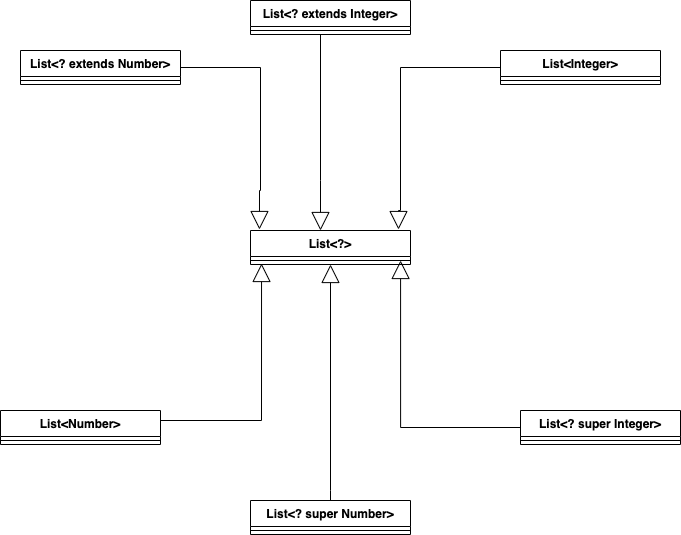 List<? extends Integer>
List<? extends Number>
List<Integer>
List<?>
List<Number>
List<? super Integer>
List<? super Number>